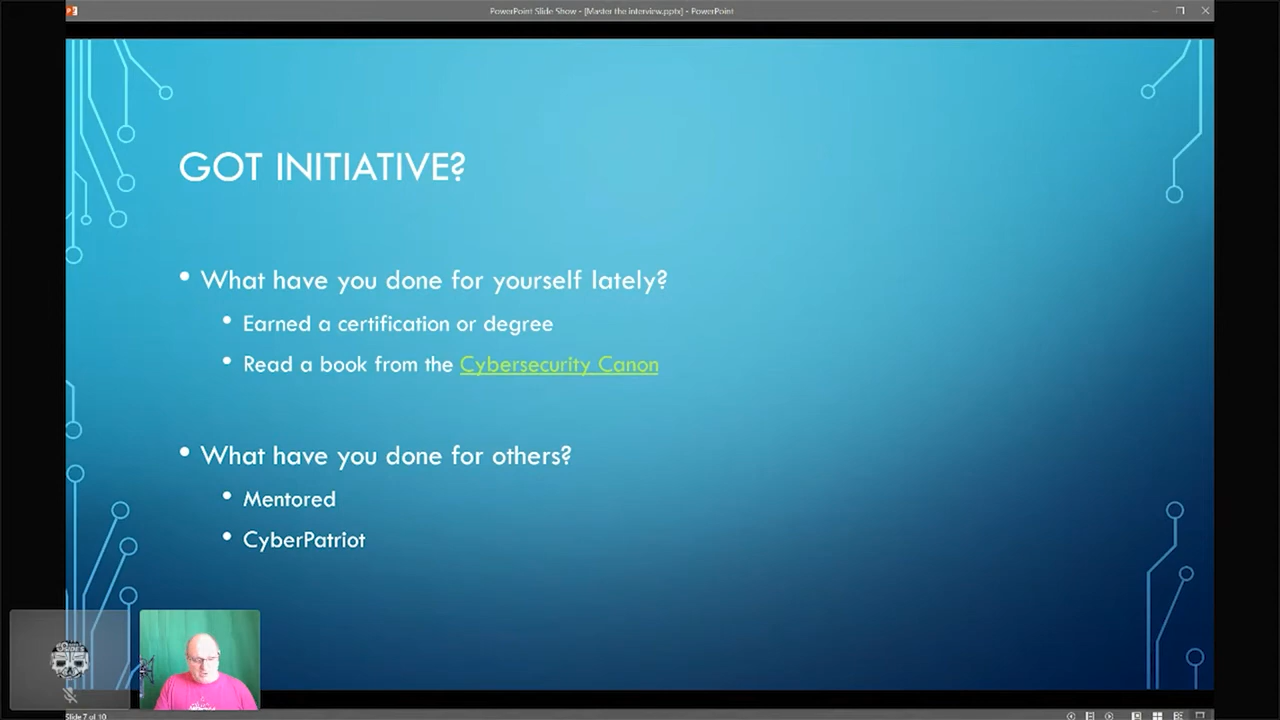 PowerPoint Slide Show - [Master the interview.pptx] - PowerPoint
GOT INITIATIVE?
• What have you done for yourself lately?
• Earned a certification or degree
• Read a book from the Cybersecurity Canon
• What have you done for others?
• Mentored
• CyberPatriot
Slide 7 of 10